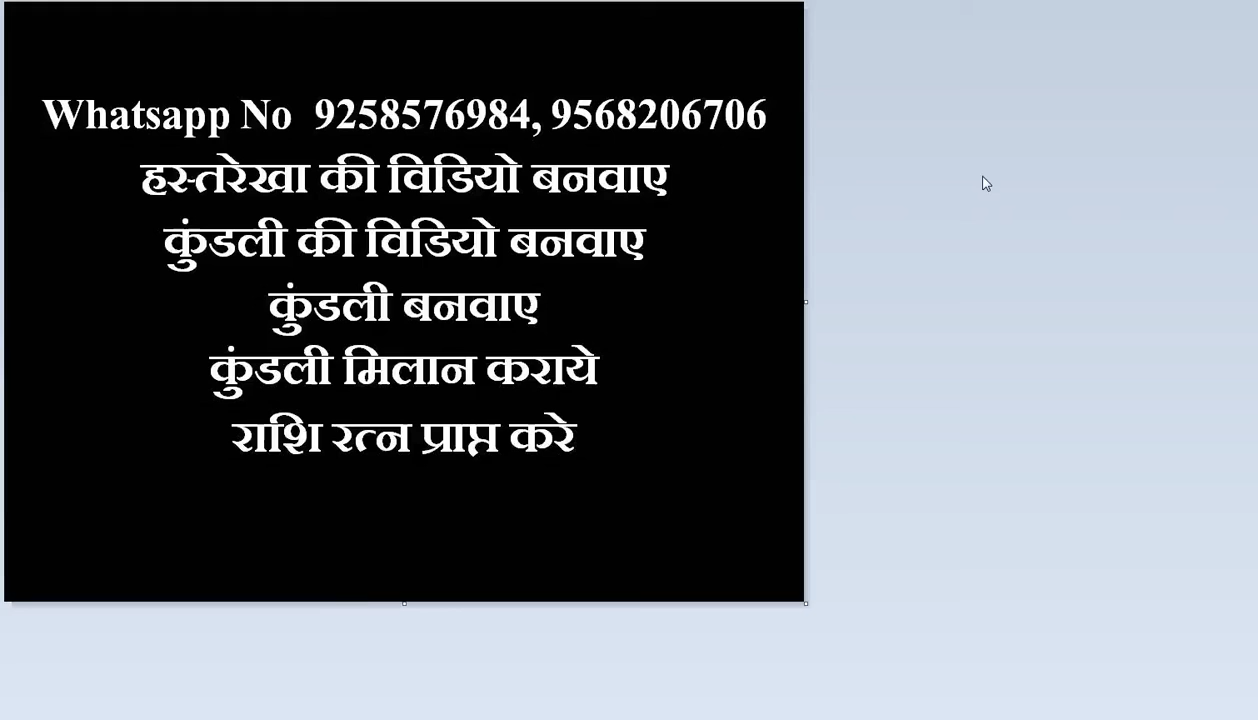 Whatsapp No 9258576984, 9568206706
हस्तरेखा की विडियो बनवाए
कुंडली की विडियो बनवाए
कुंडली बनवाए
कुंडली मिलान कराये
राशि रत्न प्राप्त करे